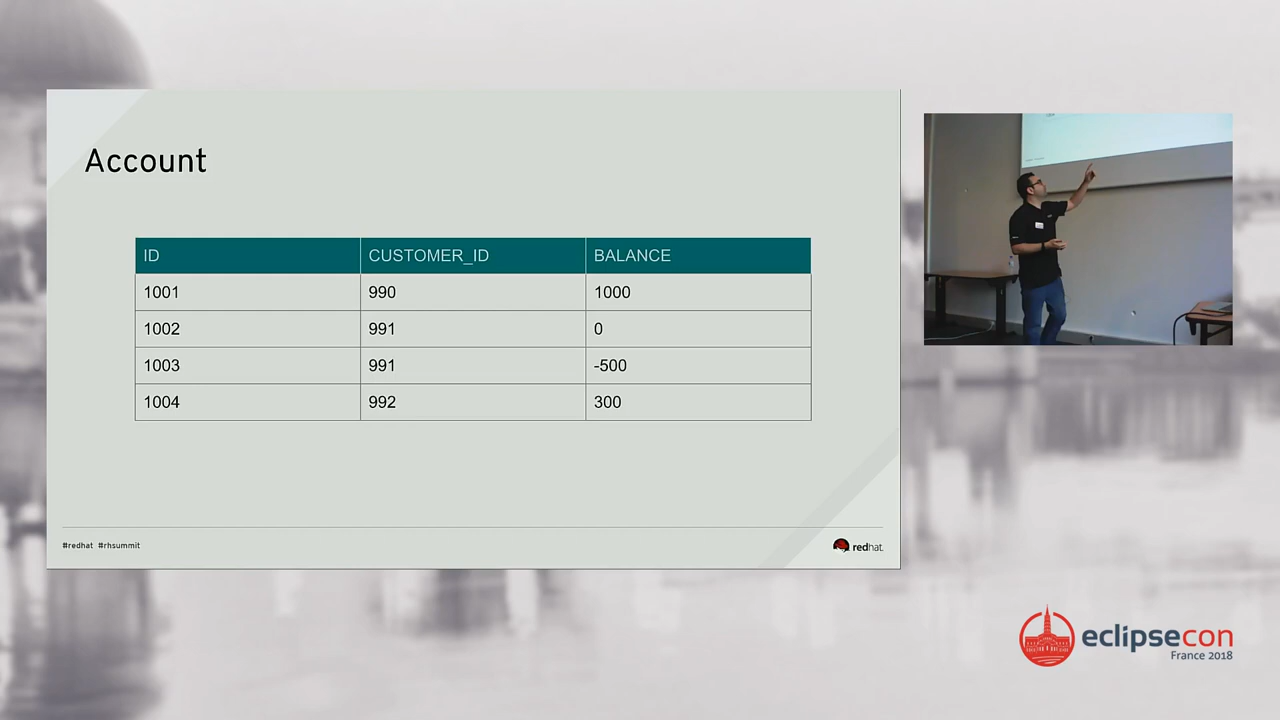 Account
ID CUSTOMER_ID BALANCE
1001 990 1000
1002 991 0
1003 991 -500
1004 992 300
#redhat #rhsummit
redhat.
eclipsecon
France 2018